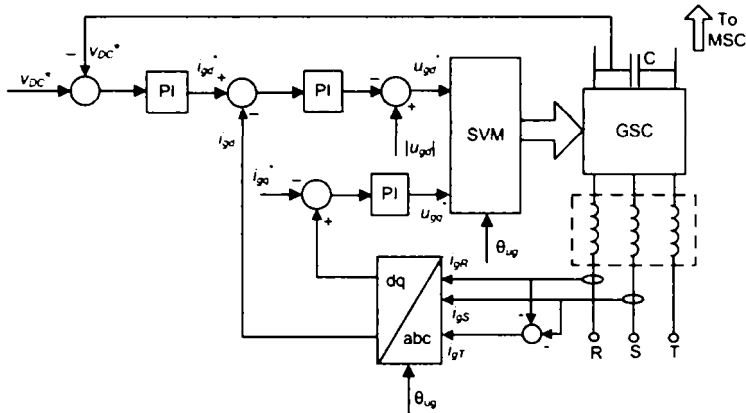 To
MSC
C
v_DC*
v_DC*
PI
i_gd*
PI
u_gd*
|u_gd|
i_gd
SVM
GSC
i_gq*
PI
u_gq*
θ_ug
dq
abc
i_gR
i_gS
i_gT
θ_ug
R S T
− + − − + − + - -